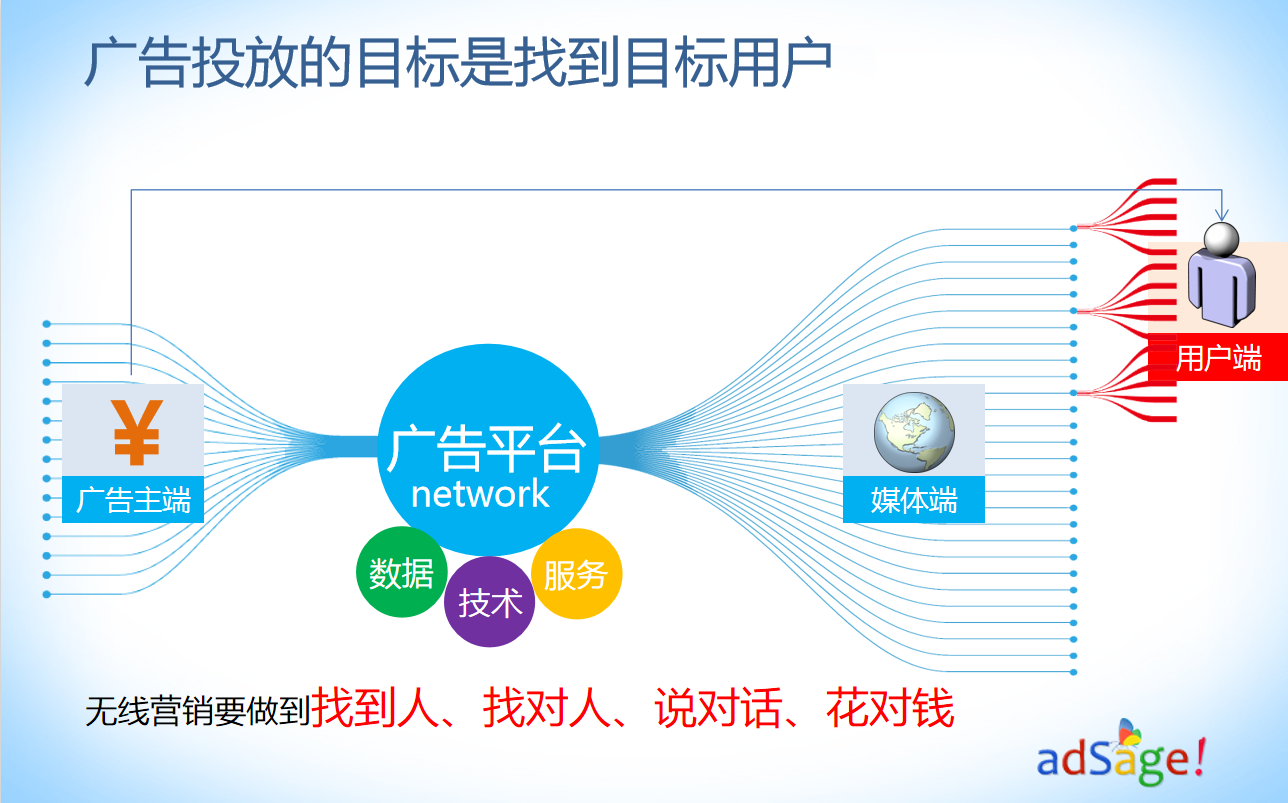 广告投放的目标是找到目标用户
用户端
¥
广告平台
network
广告主端
媒体端
数据
技术
服务
无线营销要做到找到人、找对人、说对话、花对钱
adSage!